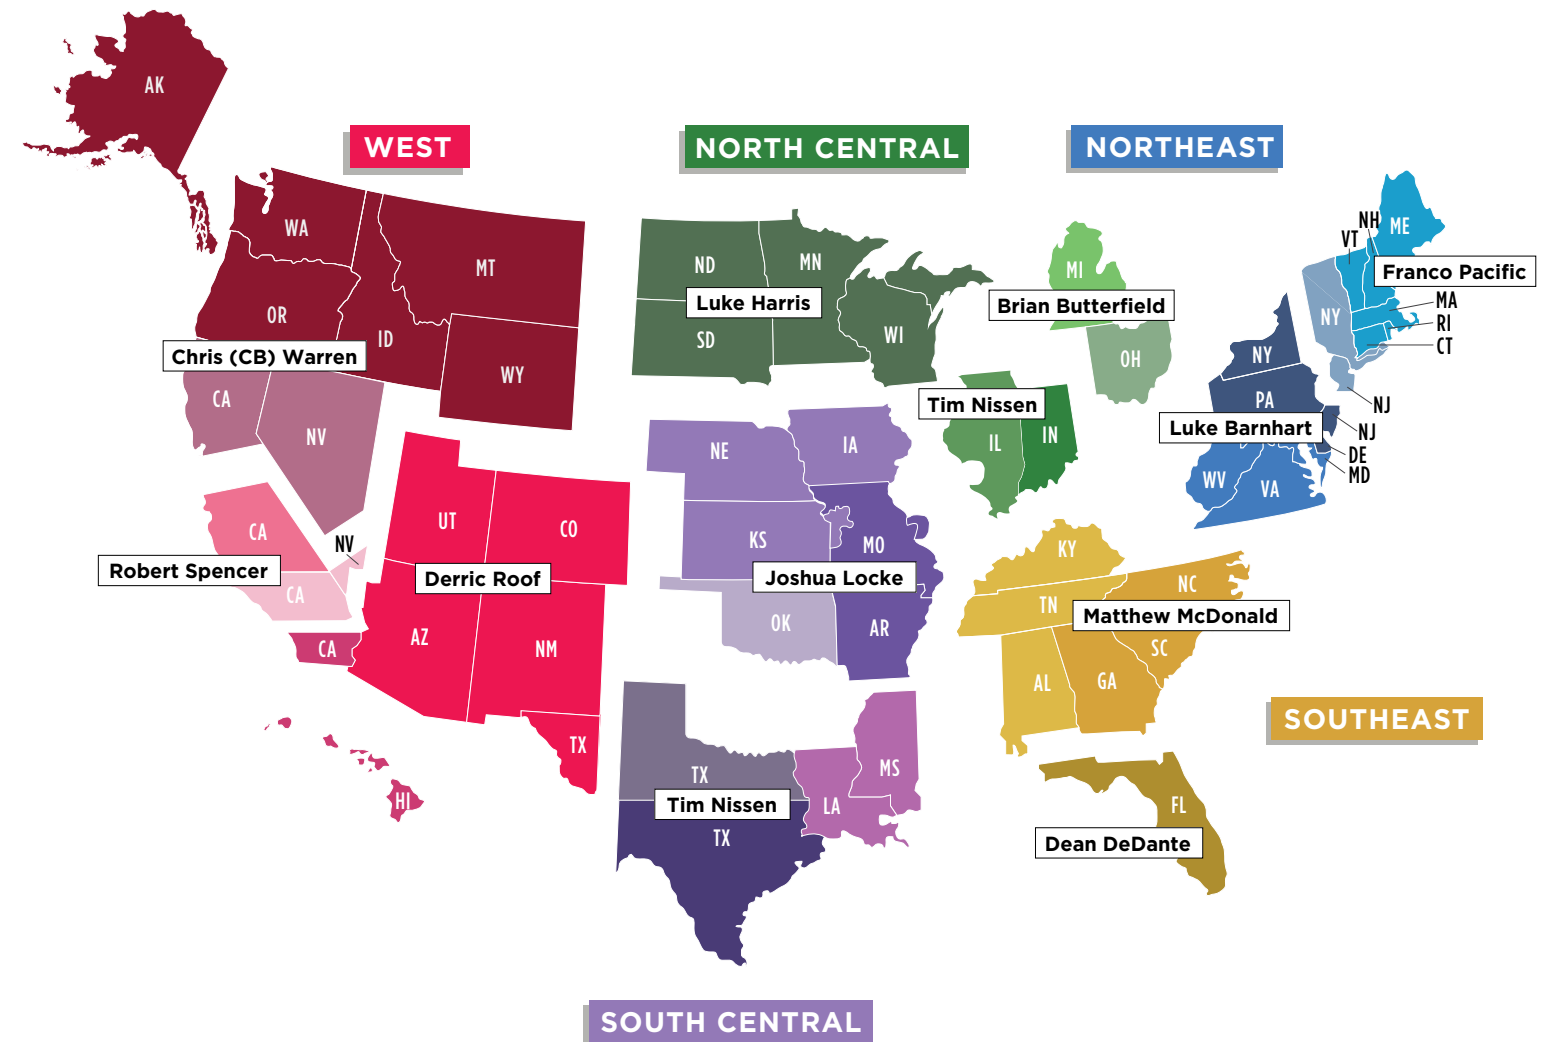 AK
WEST
NORTH CENTRAL
NORTHEAST
WA
MT
OR
ID
WY
Chris (CB) Warren
CA
NV
CA
NV
Robert Spencer
CA
CA
HI
UT
CO
Derric Roof
AZ
NM
TX
ND
MN
Luke Harris
SD
WI
MI
Brian Butterfield
OH
Tim Nissen
IL
IN
NE
IA
KS
MO
Joshua Locke
OK
AR
TX
Tim Nissen
TX
LA
MS
NH
ME
VT
Franco Pacific
MA
NY
RI
CT
NY
PA
NJ
Luke Barnhart
NJ
DE
MD
WV
VA
KY
NC
TN
Matthew McDonald
SC
AL
GA
SOUTHEAST
FL
Dean DeDante
SOUTH CENTRAL